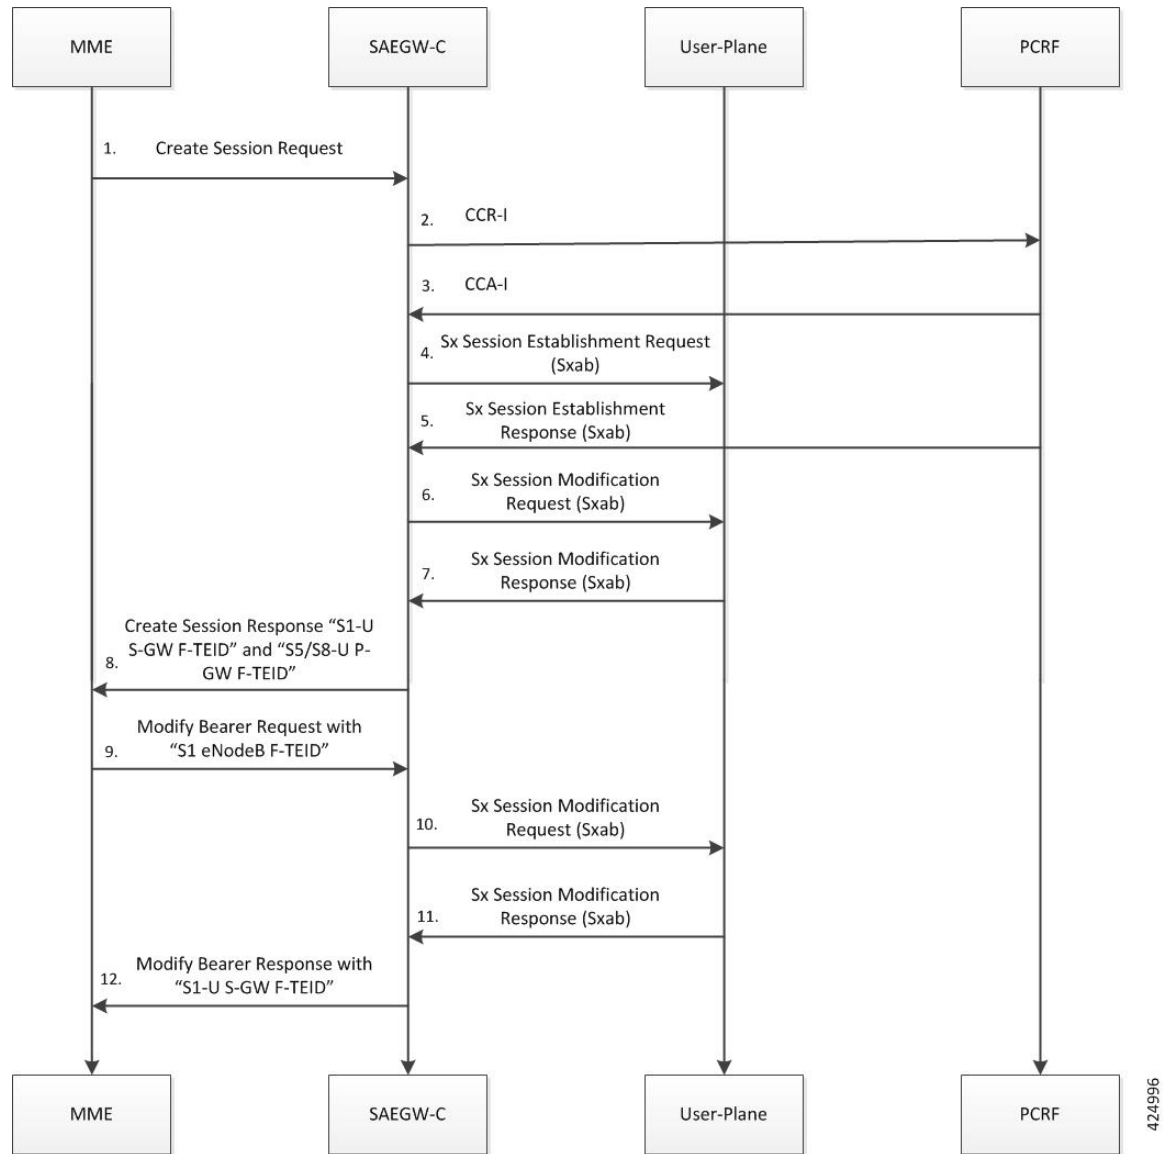 MME
SAEGW-C
User-Plane
PCRF
1. Create Session Request
2. CCR-I
3. CCA-I
4. Sx Session Establishment Request
(Sxab)
5. Sx Session Establishment
Response (Sxab)
6. Sx Session Modification
Request (Sxab)
7. Sx Session Modification
Response (Sxab)
8. Create Session Response “S1-U
S-GW F-TEID” and “S5/S8-U P-
GW F-TEID”
9. Modify Bearer Request with
“S1 eNodeB F-TEID”
10. Sx Session Modification
Request (Sxab)
11. Sx Session Modification
Response (Sxab)
12. Modify Bearer Response with
“S1-U S-GW F-TEID”
MME
SAEGW-C
User-Plane
PCRF
424996